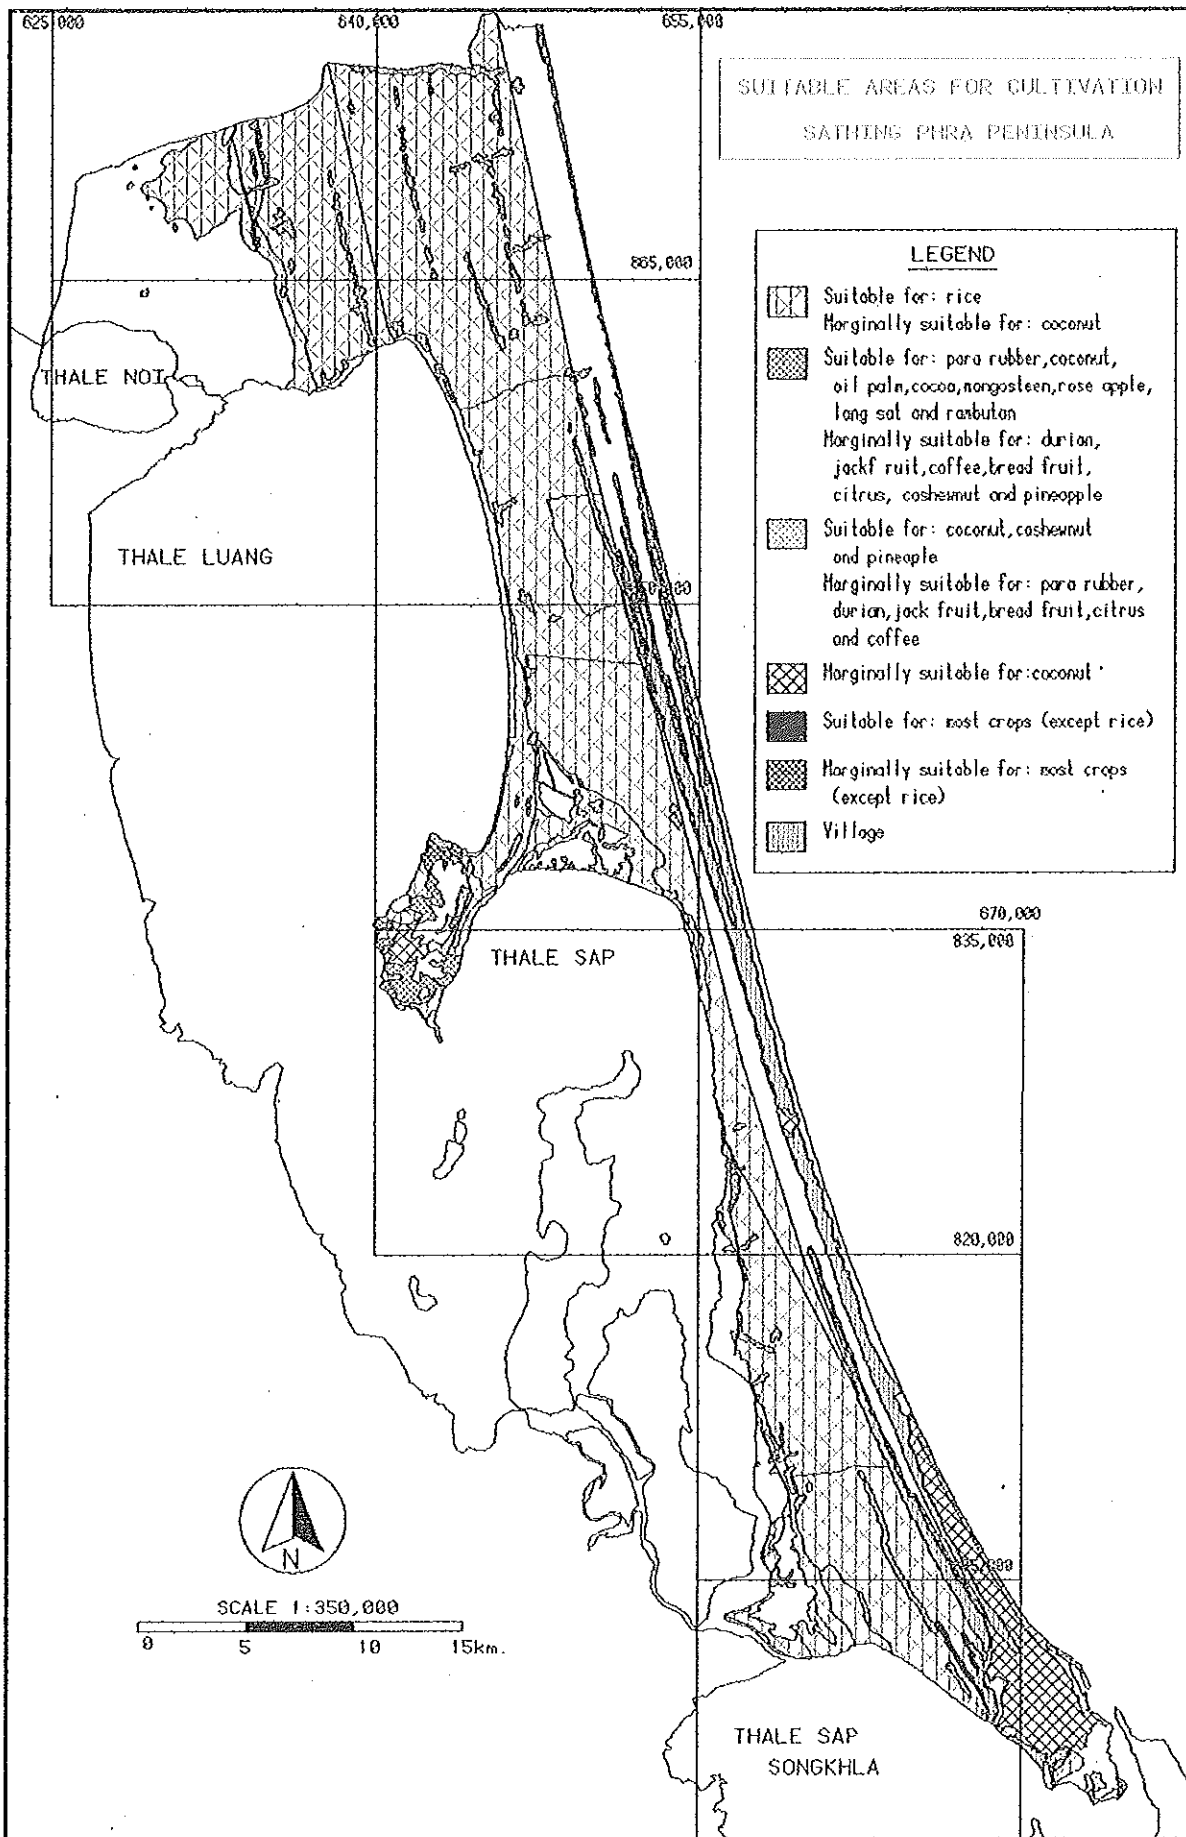 625,000
640,000
655,000
SUITABLE AREAS FOR CULTIVATION
SATHING PHRA PENINSULA
LEGEND
Suitable for: rice
Marginally suitable for: coconut
Suitable for: para rubber,coconut,
oil palm,cocoa,mangosteen,rose apple,
lang sat and rambutan
Marginally suitable for: durian,
jackf ruit,coffee,bread fruit,
citrus, cashewnut and pineapple
Suitable for: coconut,cashewnut
and pineaple
Marginally suitable for: para rubber,
durian,jack fruit,bread fruit,citrus
and coffee
Marginally suitable for:coconut
Suitable for: most crops (except rice)
Marginally suitable for: most crops
(except rice)
Village
865,000
THALE NOI
THALE LUANG
670,000
835,000
THALE SAP
820,000
N
SCALE 1:350,000
0 5 10 15km.
THALE SAP
SONGKHLA